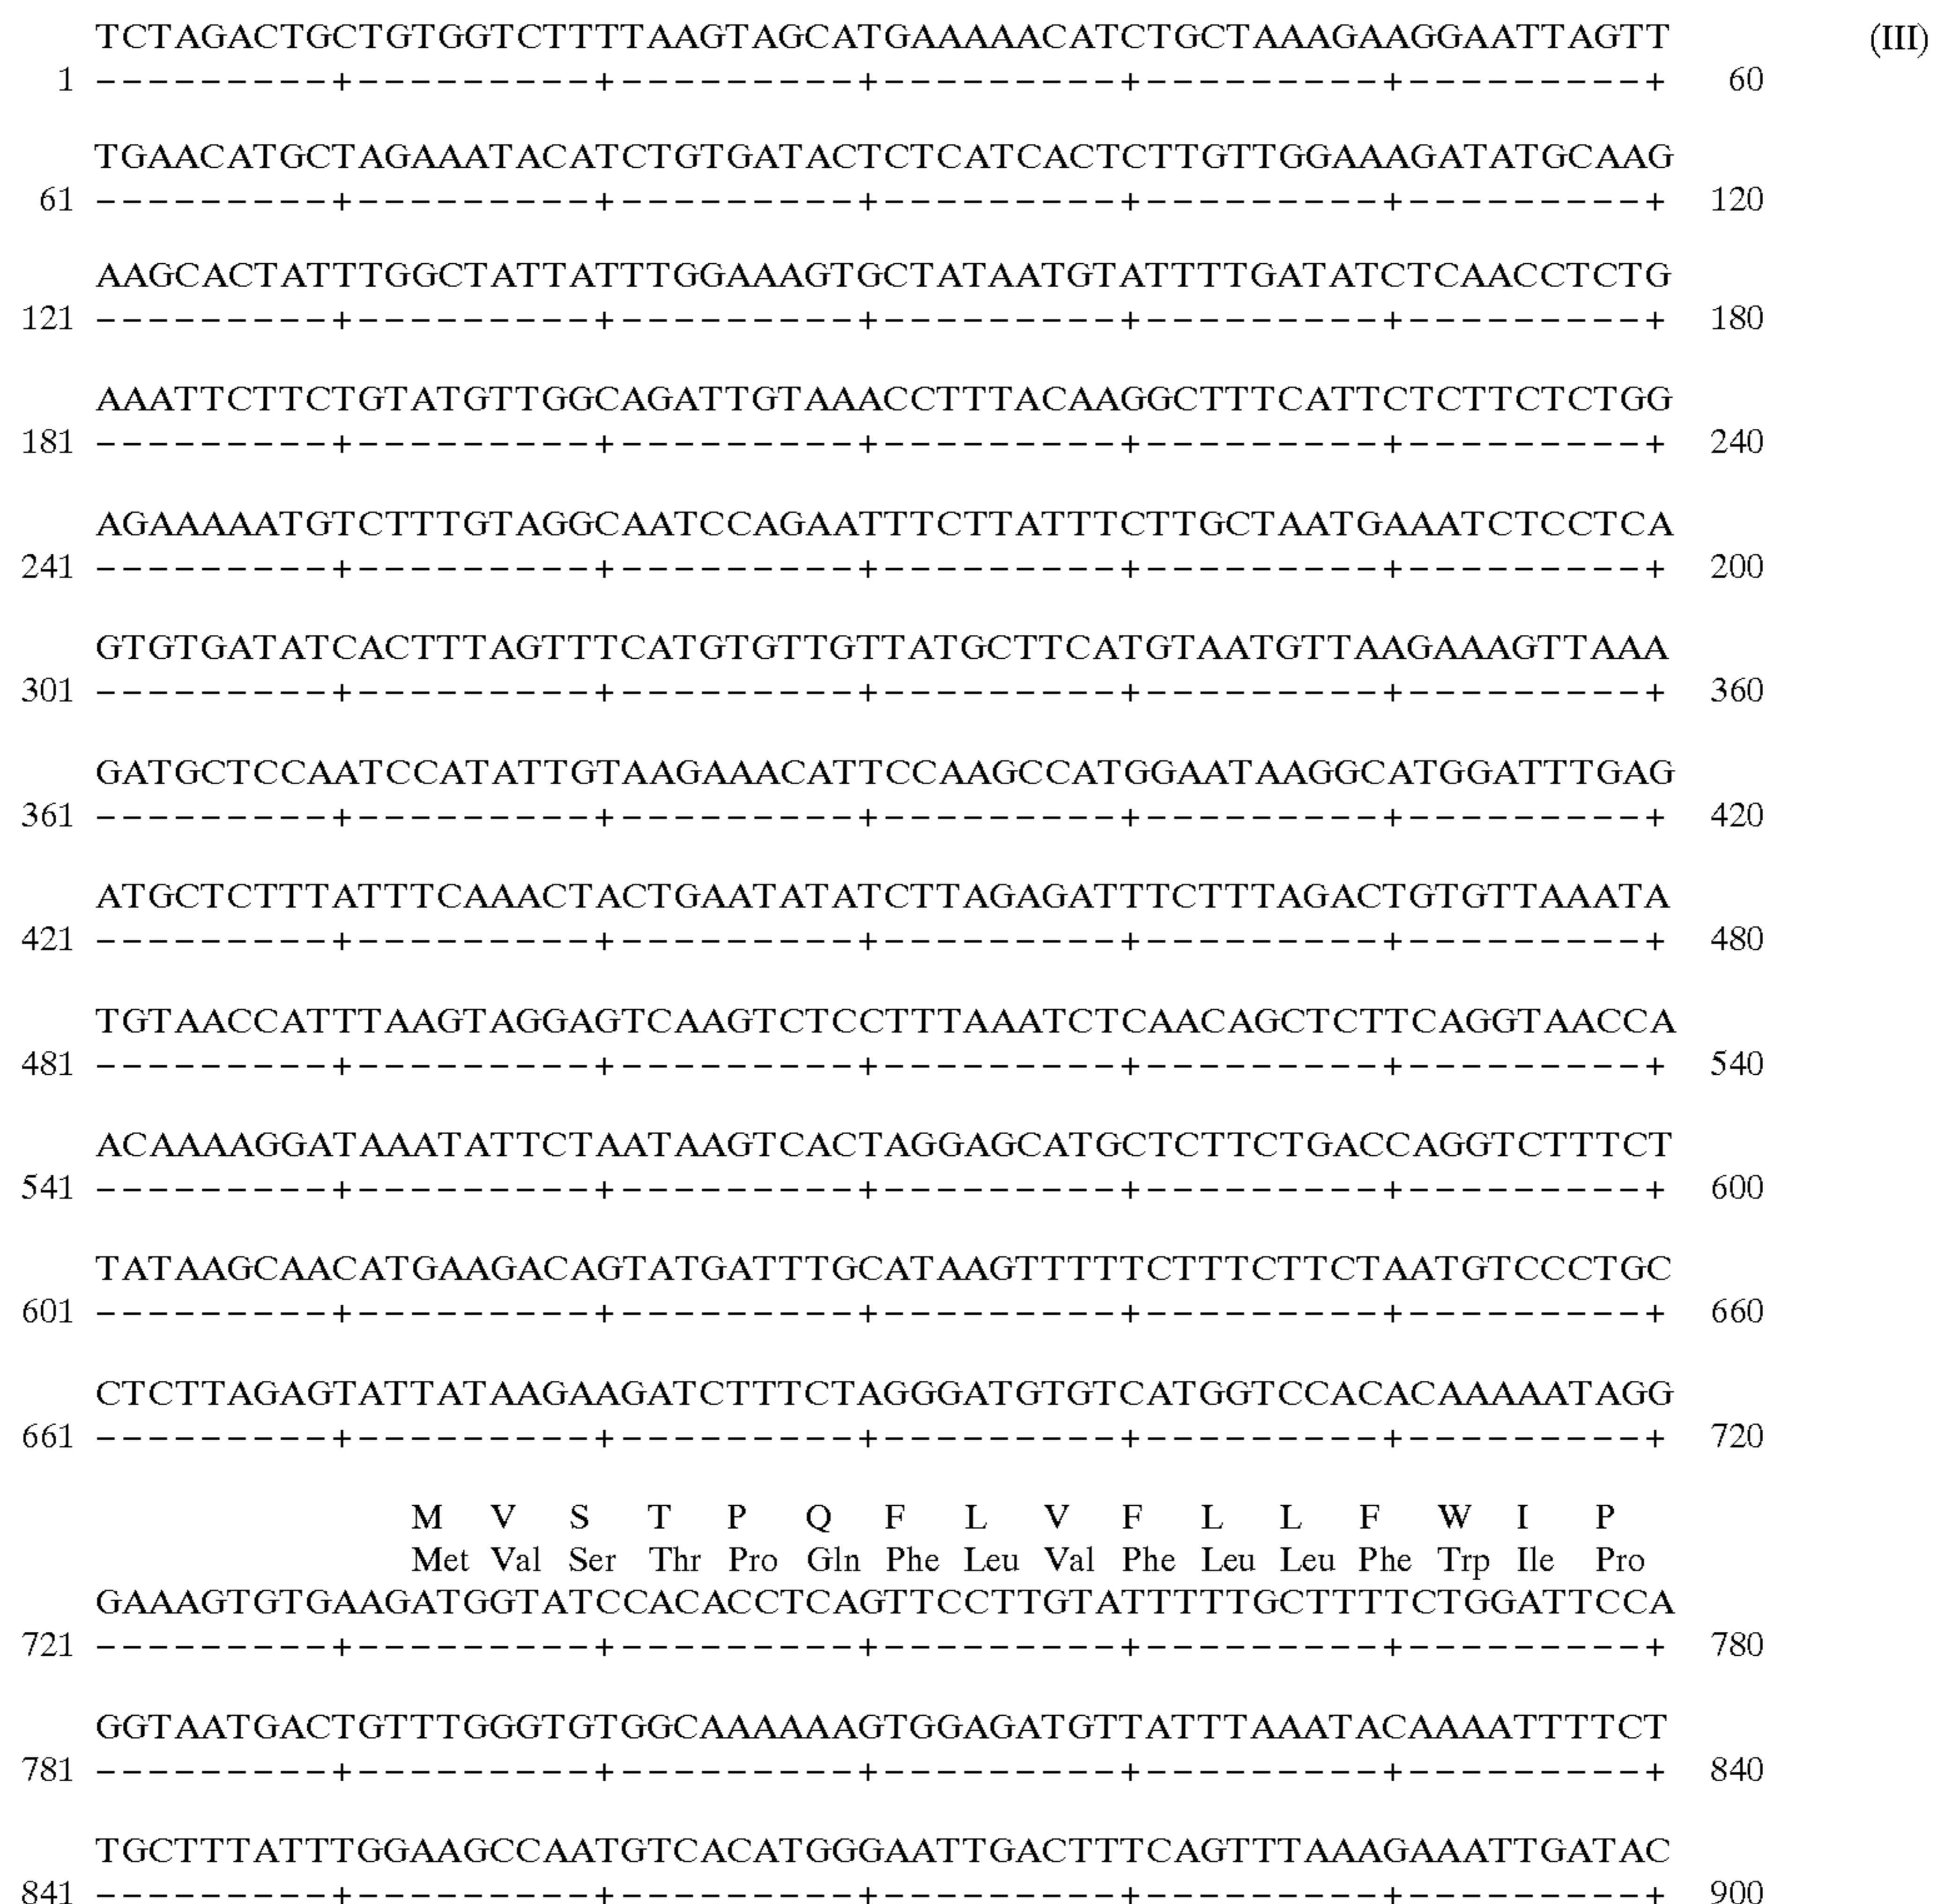 TCTAGACTGCTGTGGTCTTTTTAAGTAGCATGAAAAACATCTGCTAAAGAAGGAATTAGTT (III)
1 ---------+---------+---------+---------+---------+---------+ 60
TGAACATGCTAGAAATACATCTGTGATACTCTCATCACTCTTGTTGGAAAGATATGCAAG
61 ---------+---------+---------+---------+---------+---------+ 120
AAGCACTATTTGGCTATTATTTGGAAAGTGCTATAATGTATTTTGATATCTCAACCTCTG
121 ---------+---------+---------+---------+---------+---------+ 180
AAATTCTTCTGTATGTTGGCAGATTGTAAACCTTTACAAGGCTTTCATTCTCTTCTCTGG
181 ---------+---------+---------+---------+---------+---------+ 240
AGAAAAATGTCTTTGTAGGCAATCCAGAATTTCTTATTTCTTGCTAATGAAATCTCCTCA
241 ---------+---------+---------+---------+---------+---------+ 200
GTGTGATATCACTTTAGTTTCATGTGTTGTTATGCTTCATGTAATGTTAAGAAAGTTAAA
301 ---------+---------+---------+---------+---------+---------+ 360
GATGCTCCAATCCATATTGTAAGAAACATTCCAAGCCATGGAATAAGGCATGGATTTGAG
361 ---------+---------+---------+---------+---------+---------+ 420
ATGCTCTTTATTTCAAACTACTGAATATATCTTAGAGATTTCTTTAGACTGTGTTAAATA
421 ---------+---------+---------+---------+---------+---------+ 480
TGTAACCATTTAAGTAGGAGTCAAGTCTCCTTTAAATCTCAACAGCTCTTCAGGTAACCA
481 ---------+---------+---------+---------+---------+---------+ 540
ACAAAAGGATAAATATTCTAATAAGTCACTAGGAGCATGCTCTTCTGACCAGGTCTTTCT
541 ---------+---------+---------+---------+---------+---------+ 600
TATAAGCAACATGAAGACAGTATGATTTGCATAAGTTTTTCTTTCTTCTAATGTCCCTGC
601 ---------+---------+---------+---------+---------+---------+ 660
CTCTTAGAGTATTATAAGAAGATCTTTCTAGGGATGTGTCATGGTCCACACAAAAATAGG
661 ---------+---------+---------+---------+---------+---------+ 720
M V S T P Q F L V F L L F W I P
Met Val Ser Thr Pro Gln Phe Leu Val Phe Leu Leu Phe Trp Ile Pro
GAAAGTGTGAAGATGGTATCCACACCTCAGTTCCTTGTATTTTTGCTTTTCTGGATTCCA
721 ---------+---------+---------+---------+---------+---------+ 780
GGTAATGACTGTTTGGGTGTGGCAAAAAAGTGGAGATGTTATTTAAATACAAAATTTTCT
781 ---------+---------+---------+---------+---------+---------+ 840
TGCTTTATTTGGAAGCCAATGTCACATGGGAATTGACTTTCAGTTTAAAGAAATTGATAC
841 ---------+---------+---------+---------+---------+---------+ 900